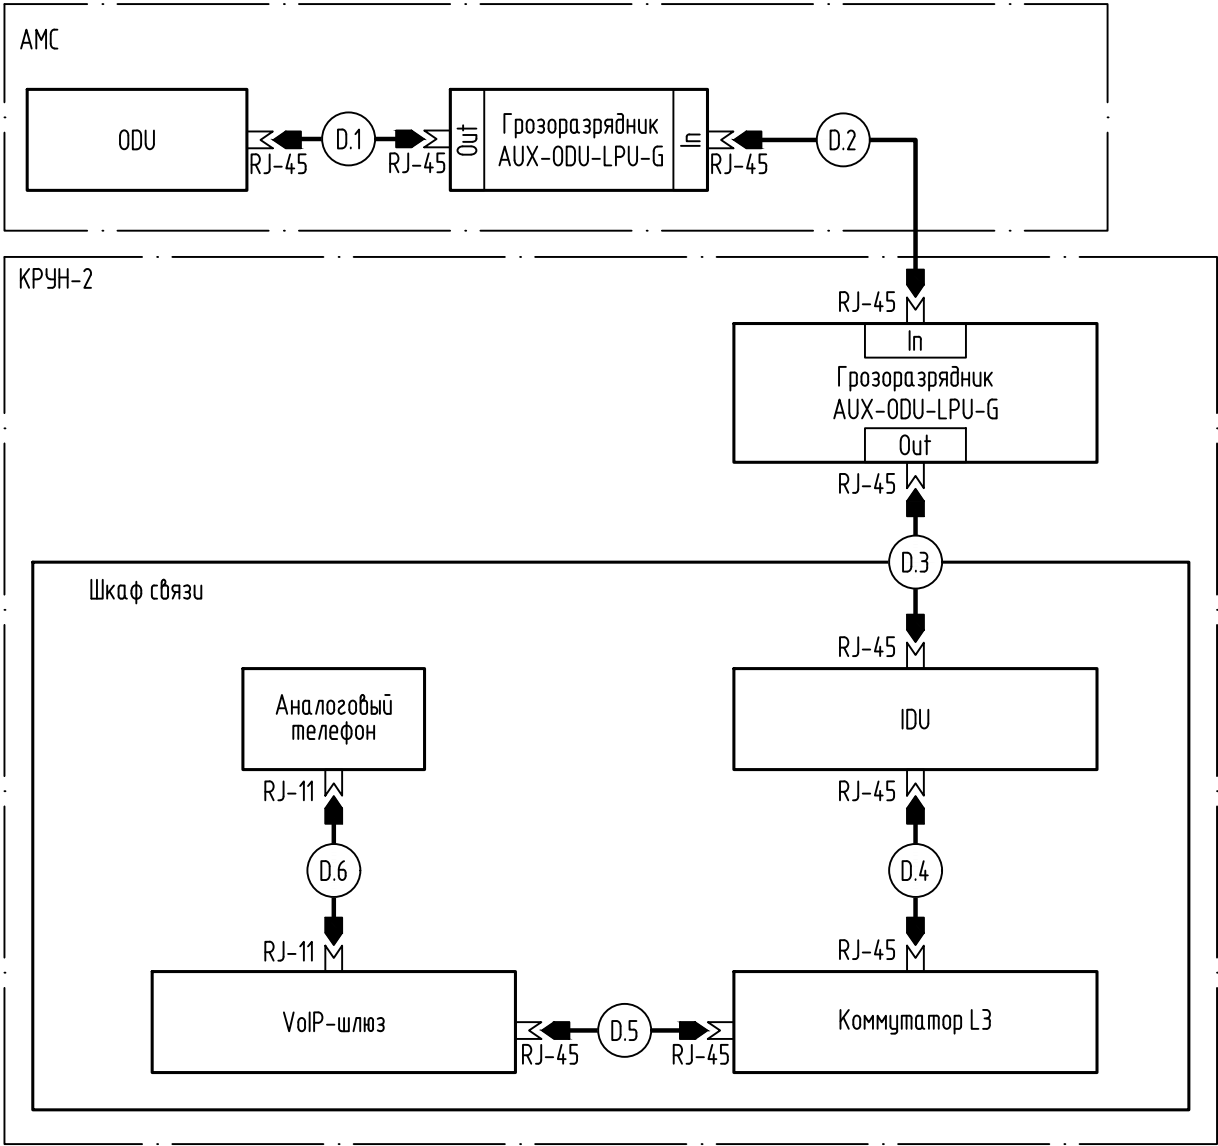 АМС
ODU
RJ-45
D.1
RJ-45
Out
Грозоразрядник
AUX-ODU-LPU-G
In
RJ-45
D.2
КРУН-2
RJ-45
In
Грозоразрядник
AUX-ODU-LPU-G
Out
RJ-45
D.3
Шкаф связи
RJ-45
Аналоговый
телефон
IDU
RJ-11
RJ-45
D.6
D.4
RJ-11
RJ-45
VoIP-шлюз
RJ-45
D.5
RJ-45
Коммутатор L3